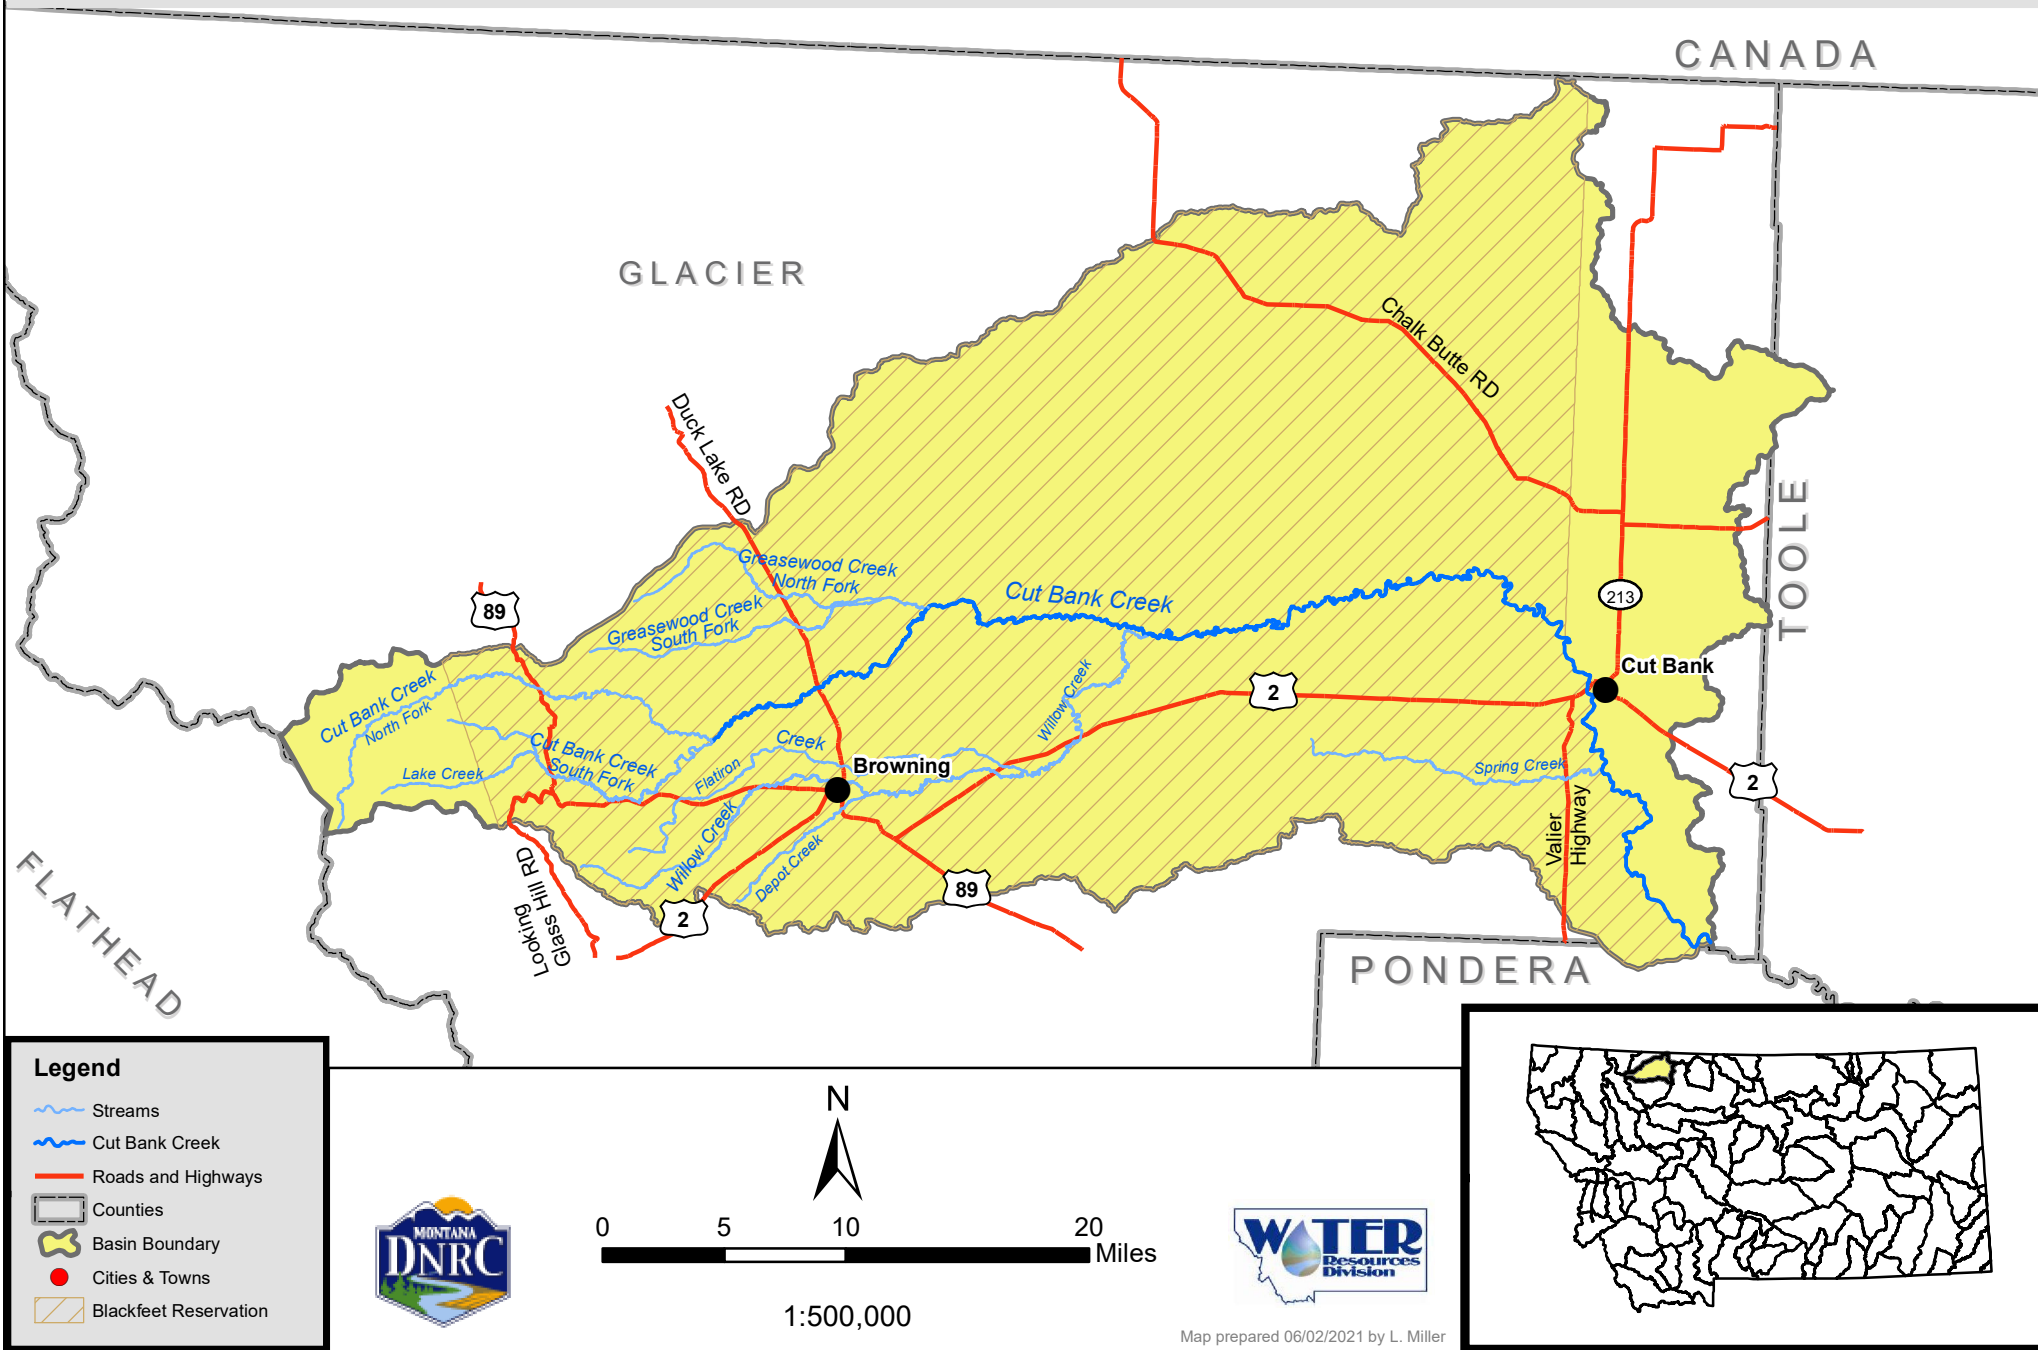 CANADA
GLACIER
Chalk Butte RD
Duck Lake RD
TOOLE
Greasewood Creek
North Fork
Cut Bank Creek
Greasewood Creek
South Fork
89
213
Cut Bank
Cut Bank Creek
North Fork
Willow Creek
2
Cut Bank Creek
South Fork
Creek
Flatiron
Browning
Lake Creek
Spring Creek
2
Willow Creek
Depot Creek
Valier
Highway
Looking
Glass Hill RD
89
2
FLATHEAD
PONDERA
Legend
Streams
Cut Bank Creek
Roads and Highways
Counties
Basin Boundary
Cities & Towns
Blackfeet Reservation
N
0 5 10 20
Miles
1:500,000
MONTANA
DNRC
WATER
Resources
Division
Map prepared 06/02/2021 by L. Miller